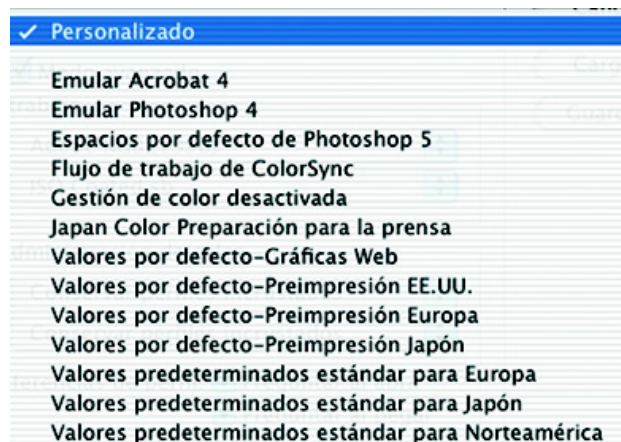 ✓ Personalizado
Emular Acrobat 4
Emular Photoshop 4
Espacios por defecto de Photoshop 5
Flujo de trabajo de ColorSync
Gestión de color desactivada
Japan Color Preparación para la prensa
Valores por defecto-Gráficas Web
Valores por defecto-Preimpresión EE.UU.
Valores por defecto-Preimpresión Europa
Valores por defecto-Preimpresión Japón
Valores predeterminados estándar para Europa
Valores predeterminados estándar para Japón
Valores predeterminados estándar para Norteamérica